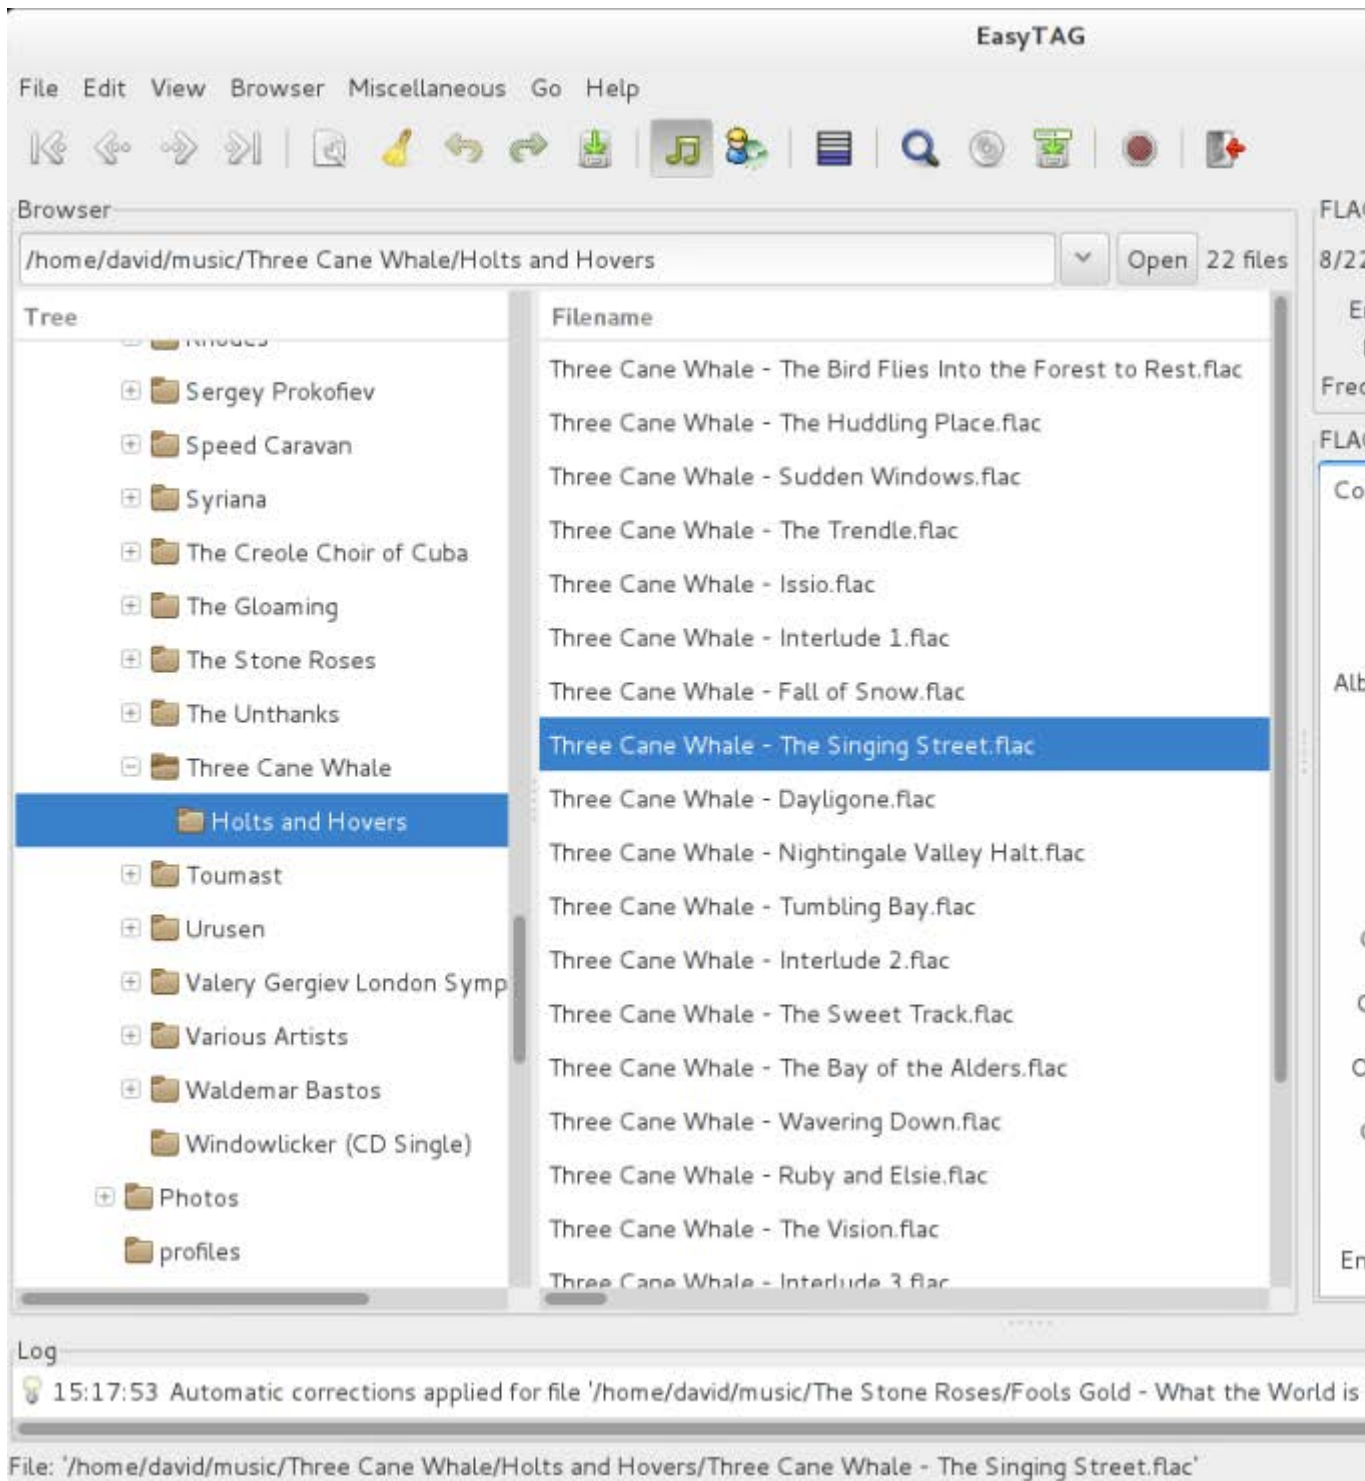 EasyTAG
File Edit View Browser Miscellaneous Go Help
Browser
/home/david/music/Three Cane Whale/Holts and Hovers
Open 22 files
8/22
Tree
Sergey Prokofiev
Speed Caravan
Syriana
The Creole Choir of Cuba
The Gloaming
The Stone Roses
The Unthanks
Three Cane Whale
Holts and Hovers
Toumast
Urusen
Valery Gergiev London Symp
Various Artists
Waldemar Bastos
Windowlicker (CD Single)
Photos
profiles
Filename
Three Cane Whale - The Bird Flies Into the Forest to Rest.flac
Three Cane Whale - The Huddling Place.flac
Three Cane Whale - Sudden Windows.flac
Three Cane Whale - The Trendle.flac
Three Cane Whale - Issio.flac
Three Cane Whale - Interlude 1.flac
Three Cane Whale - Fall of Snow.flac
Three Cane Whale - The Singing Street.flac
Three Cane Whale - Dayligone.flac
Three Cane Whale - Nightingale Valley Halt.flac
Three Cane Whale - Tumbling Bay.flac
Three Cane Whale - Interlude 2.flac
Three Cane Whale - The Sweet Track.flac
Three Cane Whale - The Bay of the Alders.flac
Three Cane Whale - Wavering Down.flac
Three Cane Whale - Ruby and Elsie.flac
Three Cane Whale - The Vision.flac
Three Cane Whale - Interlude 3.flac
Co
Alb
En
Log
15:17:53 Automatic corrections applied for file '/home/david/music/The Stone Roses/Fools Gold - What the World is
File: '/home/david/music/Three Cane Whale/Holts and Hovers/Three Cane Whale - The Singing Street.flac'